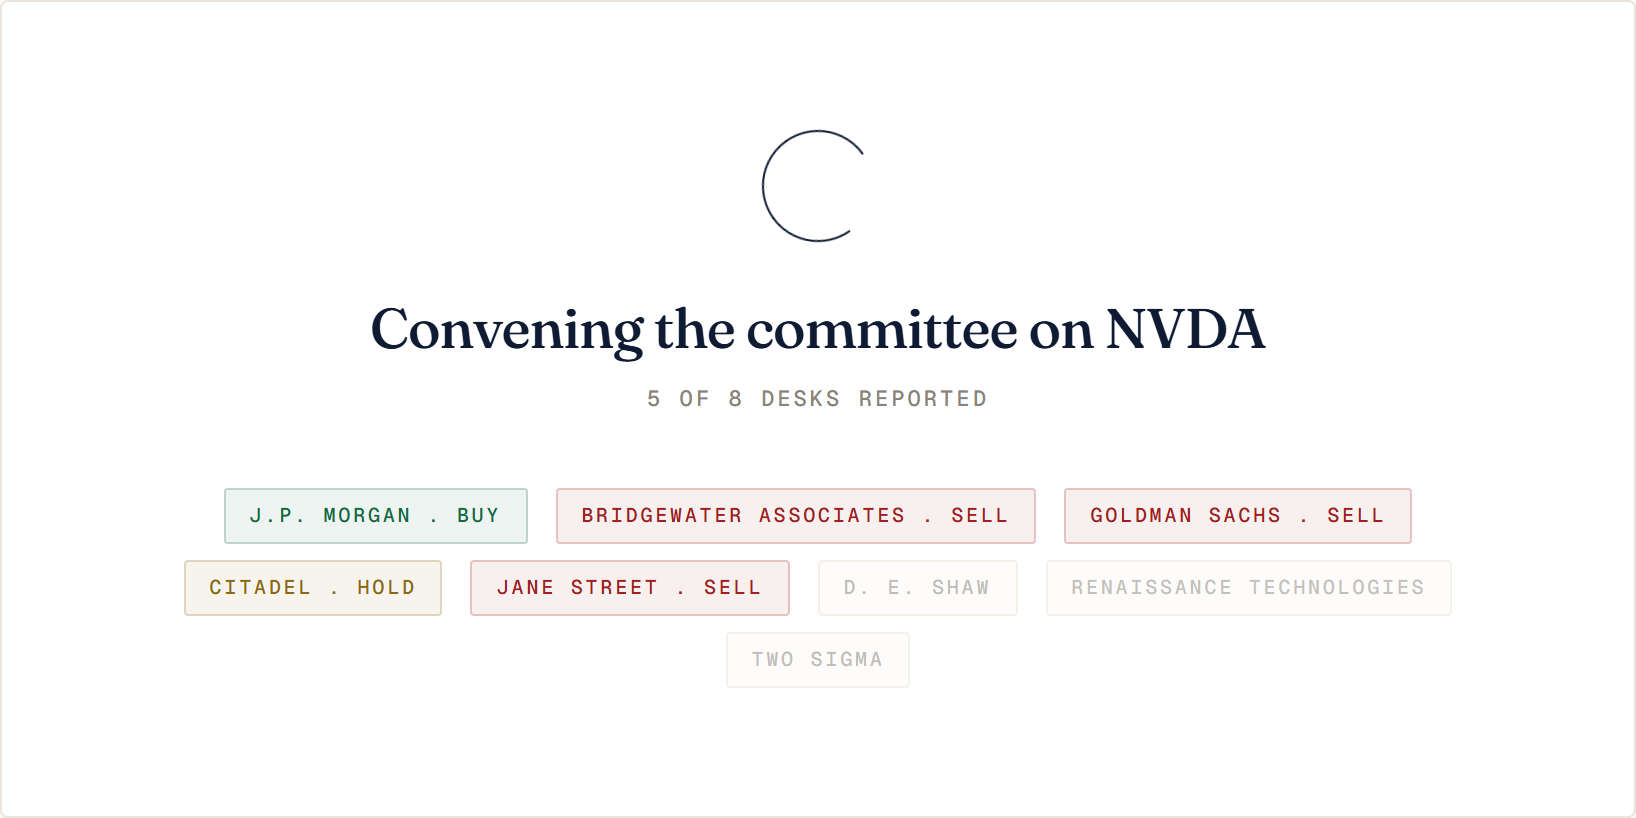 Convening the committee on NVDA
5 OF 8 DESKS REPORTED
J.P. MORGAN . BUY
BRIDGEWATER ASSOCIATES . SELL
GOLDMAN SACHS . SELL
CITADEL . HOLD
JANE STREET . SELL
D. E. SHAW
RENAISSANCE TECHNOLOGIES
TWO SIGMA